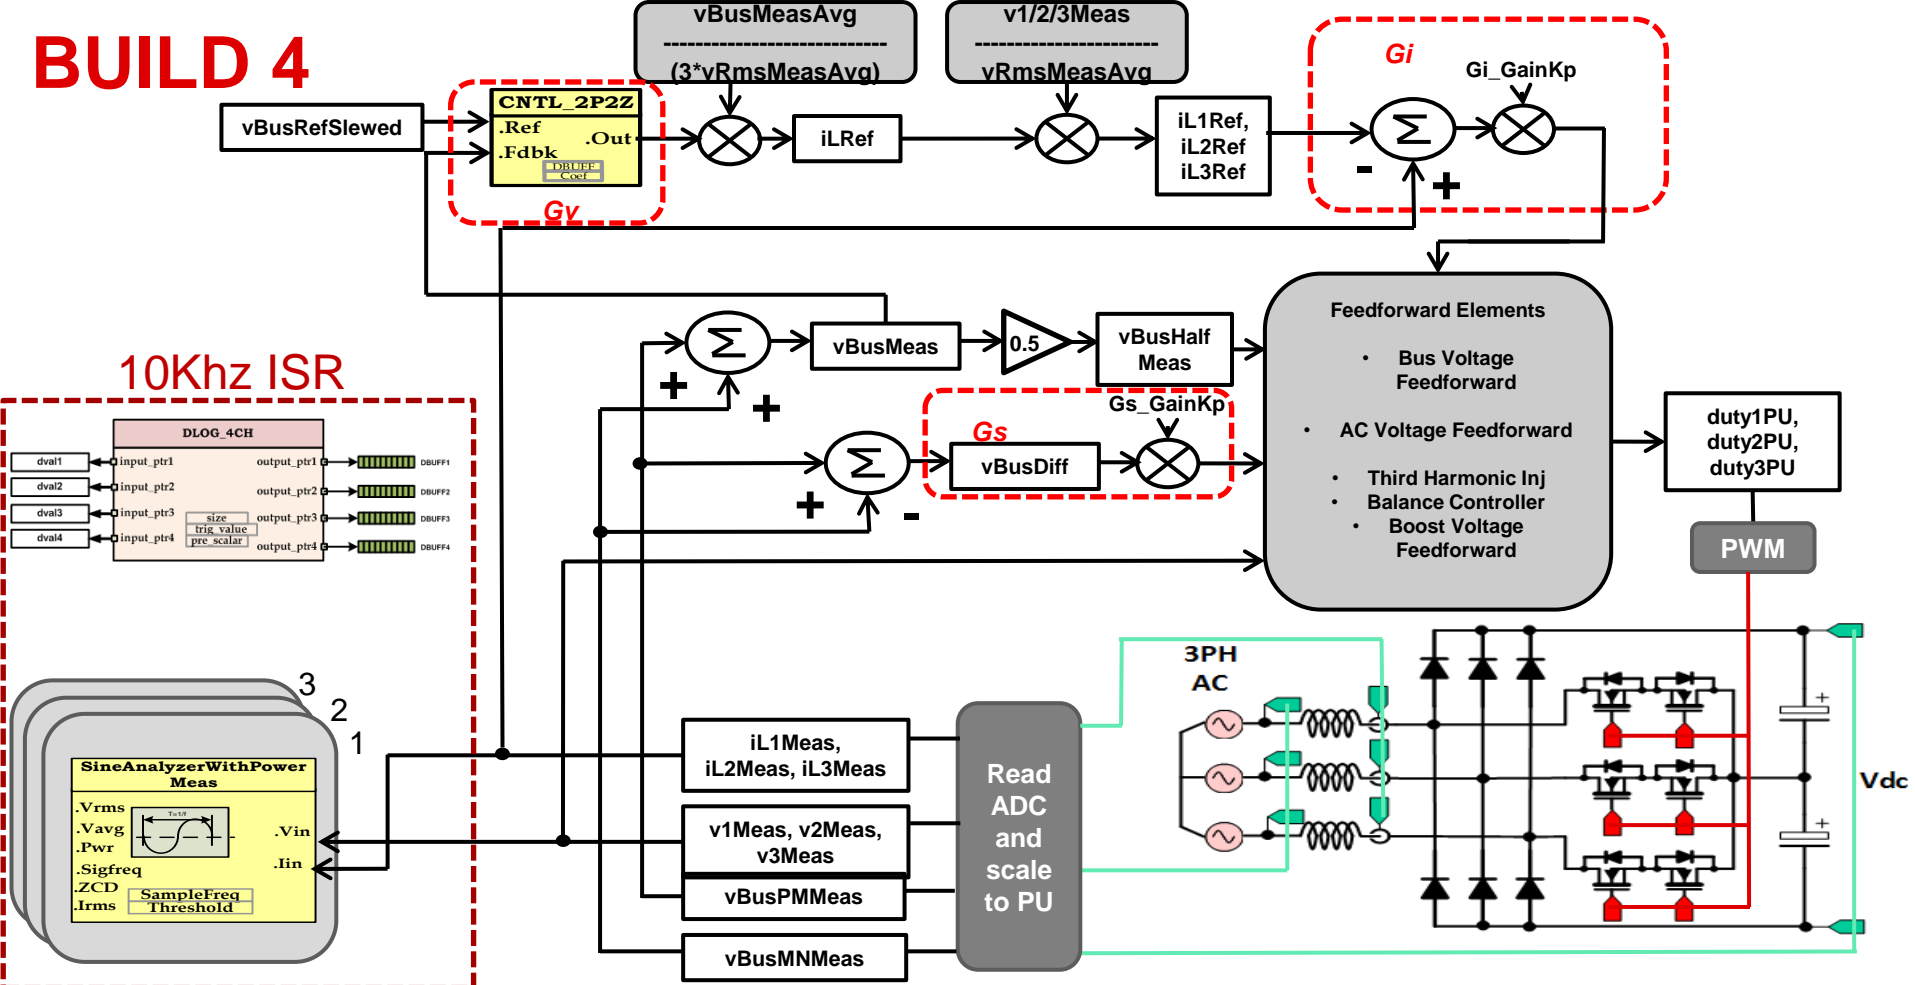 BUILD 4
vBusMeasAvg
----------------------------
(3*vRmsMeasAvg)
v1/2/3Meas
-----------------------
vRmsMeasAvg
Gi
Gi_GainKp
vBusRefSlewed
CNTL_2P2Z
.Ref
.Out
.Fdbk
DBUFF
Coef
Gv
iLRef
iL1Ref,
iL2Ref
iL3Ref
Σ
-
+
Σ
+
+
vBusMeas
0.5
vBusHalf
Meas
Gs
Gs_GainKp
Σ
+
-
vBusDiff
Feedforward Elements
• Bus Voltage
Feedforward
• AC Voltage Feedforward
• Third Harmonic Inj
• Balance Controller
• Boost Voltage
Feedforward
duty1PU,
duty2PU,
duty3PU
PWM
10Khz ISR
DLOG_4CH
dval1
input_ptr1
output_ptr1
DBUFF1
dval2
input_ptr2
output_ptr2
DBUFF2
dval3
input_ptr3
output_ptr3
DBUFF3
dval4
input_ptr4
output_ptr4
DBUFF4
size
trig_value
pre_scalar
3
2
1
SineAnalyzerWithPower
Meas
.Vrms
.Vavg
.Pwr
.Sigfreq
.ZCD
.Irms
T=1/f
.Vin
.Iin
SampleFreq
Threshold
iL1Meas,
iL2Meas, iL3Meas
v1Meas, v2Meas,
v3Meas
vBusPMMeas
vBusMNMeas
Read
ADC
and
scale
to PU
3PH
AC
+
+
Vdc